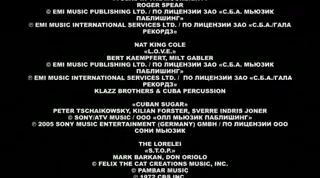 ROGER SPEAR
© EMI MUSIC PUBLISHING LTD. / ПО ЛИЦЕНЗИИ ЗАО «С.Б.А. МЬЮЗИК
ПАБЛИШИНГ»
℗ EMI MUSIC INTERNATIONAL SERVICES LTD. / ПО ЛИЦЕНЗИИ ЗАО «С.Б.А./ГАЛА
РЕКОРДЗ»
NAT KING COLE
«L.O.V.E.»
BERT KAEMPFERT, MILT GABLER
© EMI MUSIC PUBLISHING LTD. / ПО ЛИЦЕНЗИИ ЗАО «С.Б.А. МЬЮЗИК
ПАБЛИШИНГ»
℗ EMI MUSIC INTERNATIONAL SERVICES LTD. / ПО ЛИЦЕНЗИИ ЗАО «С.Б.А./ГАЛА
РЕКОРДЗ»
KLAZZ BROTHERS & CUBA PERCUSSION
«CUBAN SUGAR»
PETER TSCHAIKOWSKY, KILIAN FORSTER, SVERRE INDRIS JONER
© SONY/ATV MUSIC / ООО «ОЛЛ МЬЮЗИК ПАБЛИШИНГ»
℗ 2005 SONY MUSIC ENTERTAINMENT (GERMANY) GMBH / ПО ЛИЦЕНЗИИ ООО
СОНИ МЬЮЗИК
THE LORELEI
«S.T.O.P.»
MARK BARKAN, DON ORIOLO
© FELIX THE CAT CREATIONS MUSIC, INC.
© PAMBAR MUSIC
℗ 1972 CBS INC.